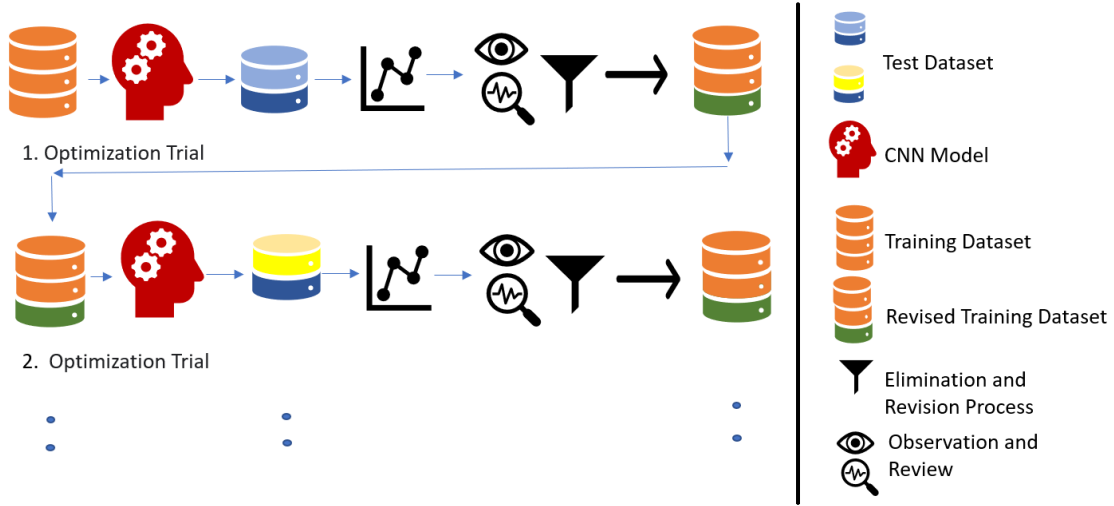 1. Optimization Trial
2. Optimization Trial
Test Dataset
CNN Model
Training Dataset
Revised Training Dataset
Elimination and
Revision Process
Observation and
Review